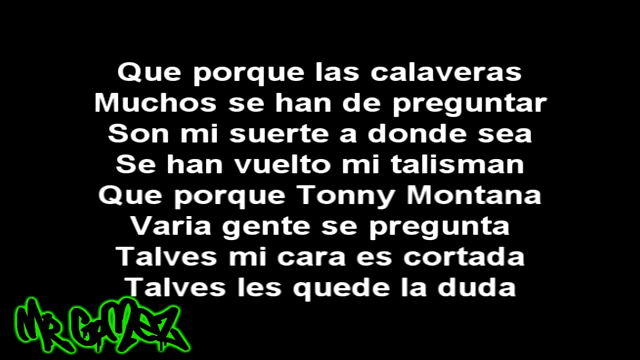 Que porque las calaveras
Muchos se han de preguntar
Son mi suerte a donde sea
Se han vuelto mi talisman
Que porque Tonny Montana
Varia gente se pregunta
Talves mi cara es cortada
Talves les quede la duda
MR GAMEZ